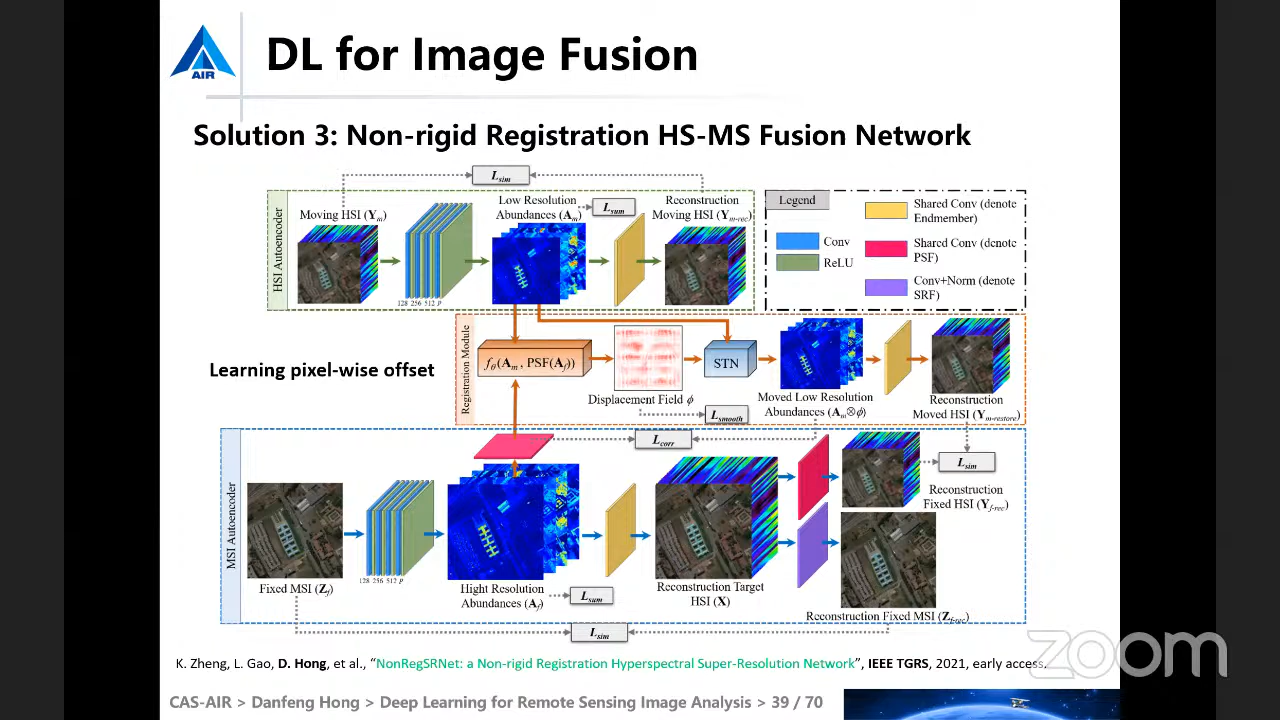 AIR
DL for Image Fusion
Solution 3: Non-rigid Registration HS-MS Fusion Network
L_sim
HSI Autoencoder
Moving HSI (Y_m)
128 256 512 p
Low Resolution
Abundances (A_m)
L_sum
Reconstruction
Moving HSI (Y_m-rec)
Legend
Conv
ReLU
Shared Conv (denote
Endmember)
Shared Conv (denote
PSF)
Conv+Norm (denote
SRF)
Learning pixel-wise offset
Registration Module
f_θ(A_m, PSF(A_f))
Displacement Field ϕ
STN
L_smooth
Moved Low Resolution
Abundances (A_m⊗ϕ)
Reconstruction
Moved HSI (Y_m-restore)
L_corr
MSI Autoencoder
Fixed MSI (Z_f)
128 256 512 p
Hight Resolution
Abundances (A_f)
L_sum
Reconstruction Target
HSI (X)
L_sim
Reconstruction
Fixed HSI (Y_f-rec)
Reconstruction Fixed MSI (Z_f-rec)
L_sim
K. Zheng, L. Gao, D. Hong, et al., “NonRegSRNet: a Non-rigid Registration Hyperspectral Super-Resolution Network”, IEEE TGRS, 2021, early access.
zoom
CAS-AIR > Danfeng Hong > Deep Learning for Remote Sensing Image Analysis > 39 / 70